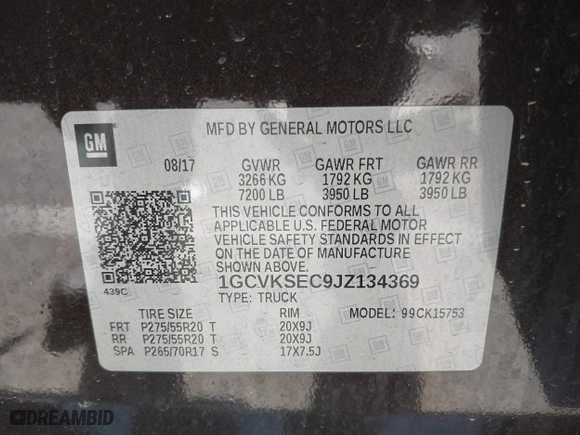 GM
MFD BY GENERAL MOTORS LLC
08/17 GVWR GAWR FRT GAWR RR
3266 KG 1792 KG 1792 KG
7200 LB 3950 LB 3950 LB
THIS VEHICLE CONFORMS TO ALL
APPLICABLE U.S. FEDERAL MOTOR
VEHICLE SAFETY STANDARDS IN EFFECT
ON THE DATE OF MANUFACTURE
SHOWN ABOVE.
439C 1GCVKSEC9JZ134369
TYPE: TRUCK MODEL: 99CK15753
TIRE SIZE RIM
FRT P275/55R20 T 20X9J
RR P275/55R20 T 20X9J
SPA P265/70R17 S 17X7.5J
DREAMBID